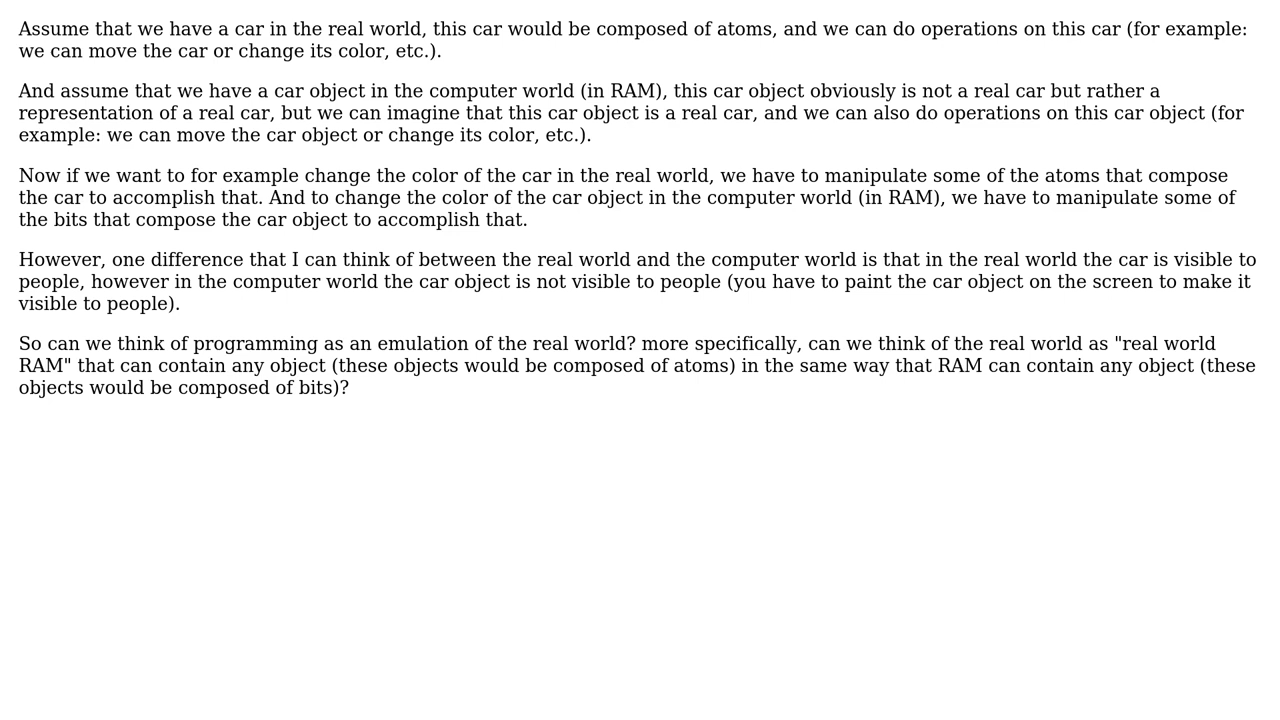 Assume that we have a car in the real world, this car would be composed of atoms, and we can do operations on this car (for example:
we can move the car or change its color, etc.).
And assume that we have a car object in the computer world (in RAM), this car object obviously is not a real car but rather a
representation of a real car, but we can imagine that this car object is a real car, and we can also do operations on this car object (for
example: we can move the car object or change its color, etc.).
Now if we want to for example change the color of the car in the real world, we have to manipulate some of the atoms that compose
the car to accomplish that. And to change the color of the car object in the computer world (in RAM), we have to manipulate some of
the bits that compose the car object to accomplish that.
However, one difference that I can think of between the real world and the computer world is that in the real world the car is visible to
people, however in the computer world the car object is not visible to people (you have to paint the car object on the screen to make it
visible to people).
So can we think of programming as an emulation of the real world? more specifically, can we think of the real world as "real world
RAM" that can contain any object (these objects would be composed of atoms) in the same way that RAM can contain any object (these
objects would be composed of bits)?